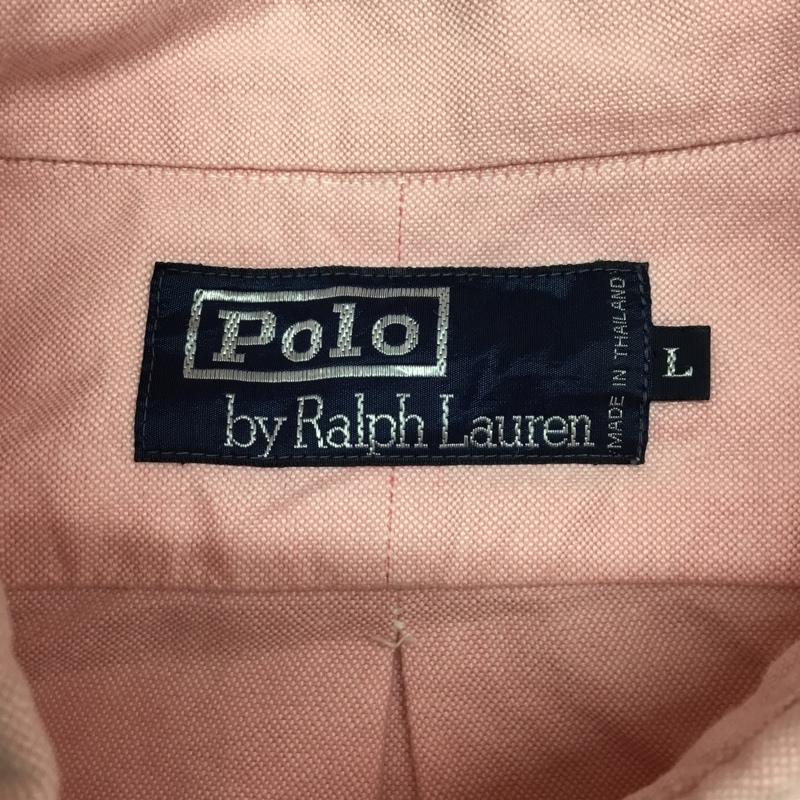 Polo
by Ralph Lauren
MADE IN THAILAND
L